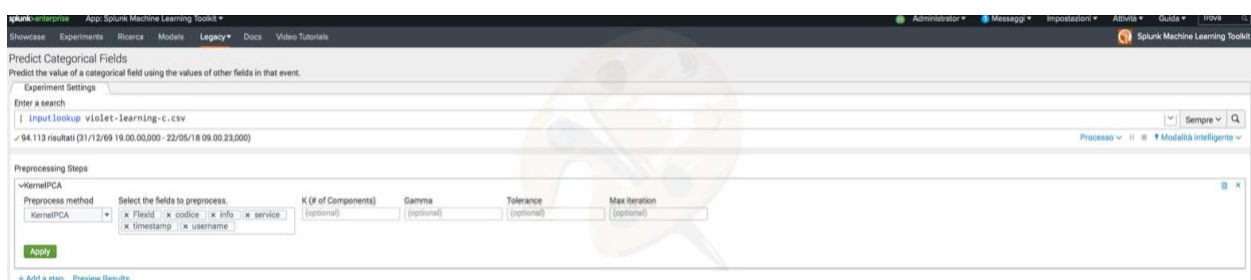 splunk>enterprise App: Splunk Machine Learning Toolkit Administrator Messaggi Impostazioni Attività Guida Trova
Showcase Experiments Ricerca Models Legacy Docs Video Tutorials Splunk Machine Learning Toolkit
Predict Categorical Fields
Predict the value of a categorical field using the values of other fields in that event.
Experiment Settings
Enter a search
| inputlookup violet-learning-c.csv Sempre
94.113 risultati (31/12/69 19.00.00,000 - 22/05/18 09.00.23,000) Processo Modalità intelligente
Preprocessing Steps
KernelPCA
Preprocess method Select the fields to preprocess. K (# of Components) Gamma Tolerance Max iteration
KernelPCA x FlexId x codice x info x service (optional) (optional) (optional) (optional)
x timestamp x username
Apply
+ Add a step Preview Results